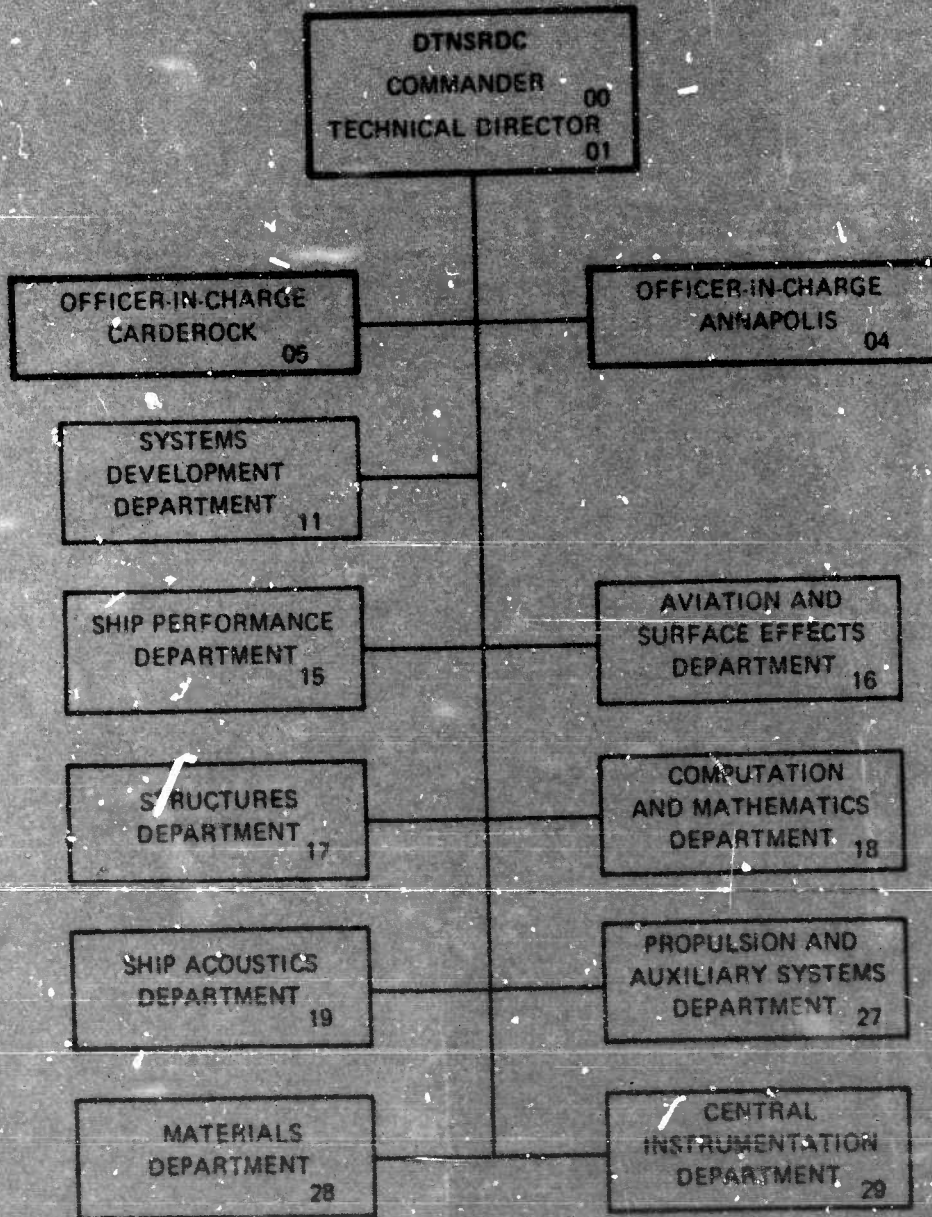 DTNSRDC
COMMANDER 00
TECHNICAL DIRECTOR 01
OFFICER-IN-CHARGE
CARDEROCK
05
OFFICER-IN-CHARGE
ANNAPOLIS
04
SYSTEMS
DEVELOPMENT
DEPARTMENT
11
SHIP PERFORMANCE
DEPARTMENT
15
AVIATION AND
SURFACE EFFECTS
DEPARTMENT
16
STRUCTURES
DEPARTMENT
17
COMPUTATION
AND MATHEMATICS
DEPARTMENT
18
SHIP ACOUSTICS
DEPARTMENT
19
PROPULSION AND
AUXILIARY SYSTEMS
DEPARTMENT
27
MATERIALS
DEPARTMENT
28
CENTRAL
INSTRUMENTATION
DEPARTMENT
29